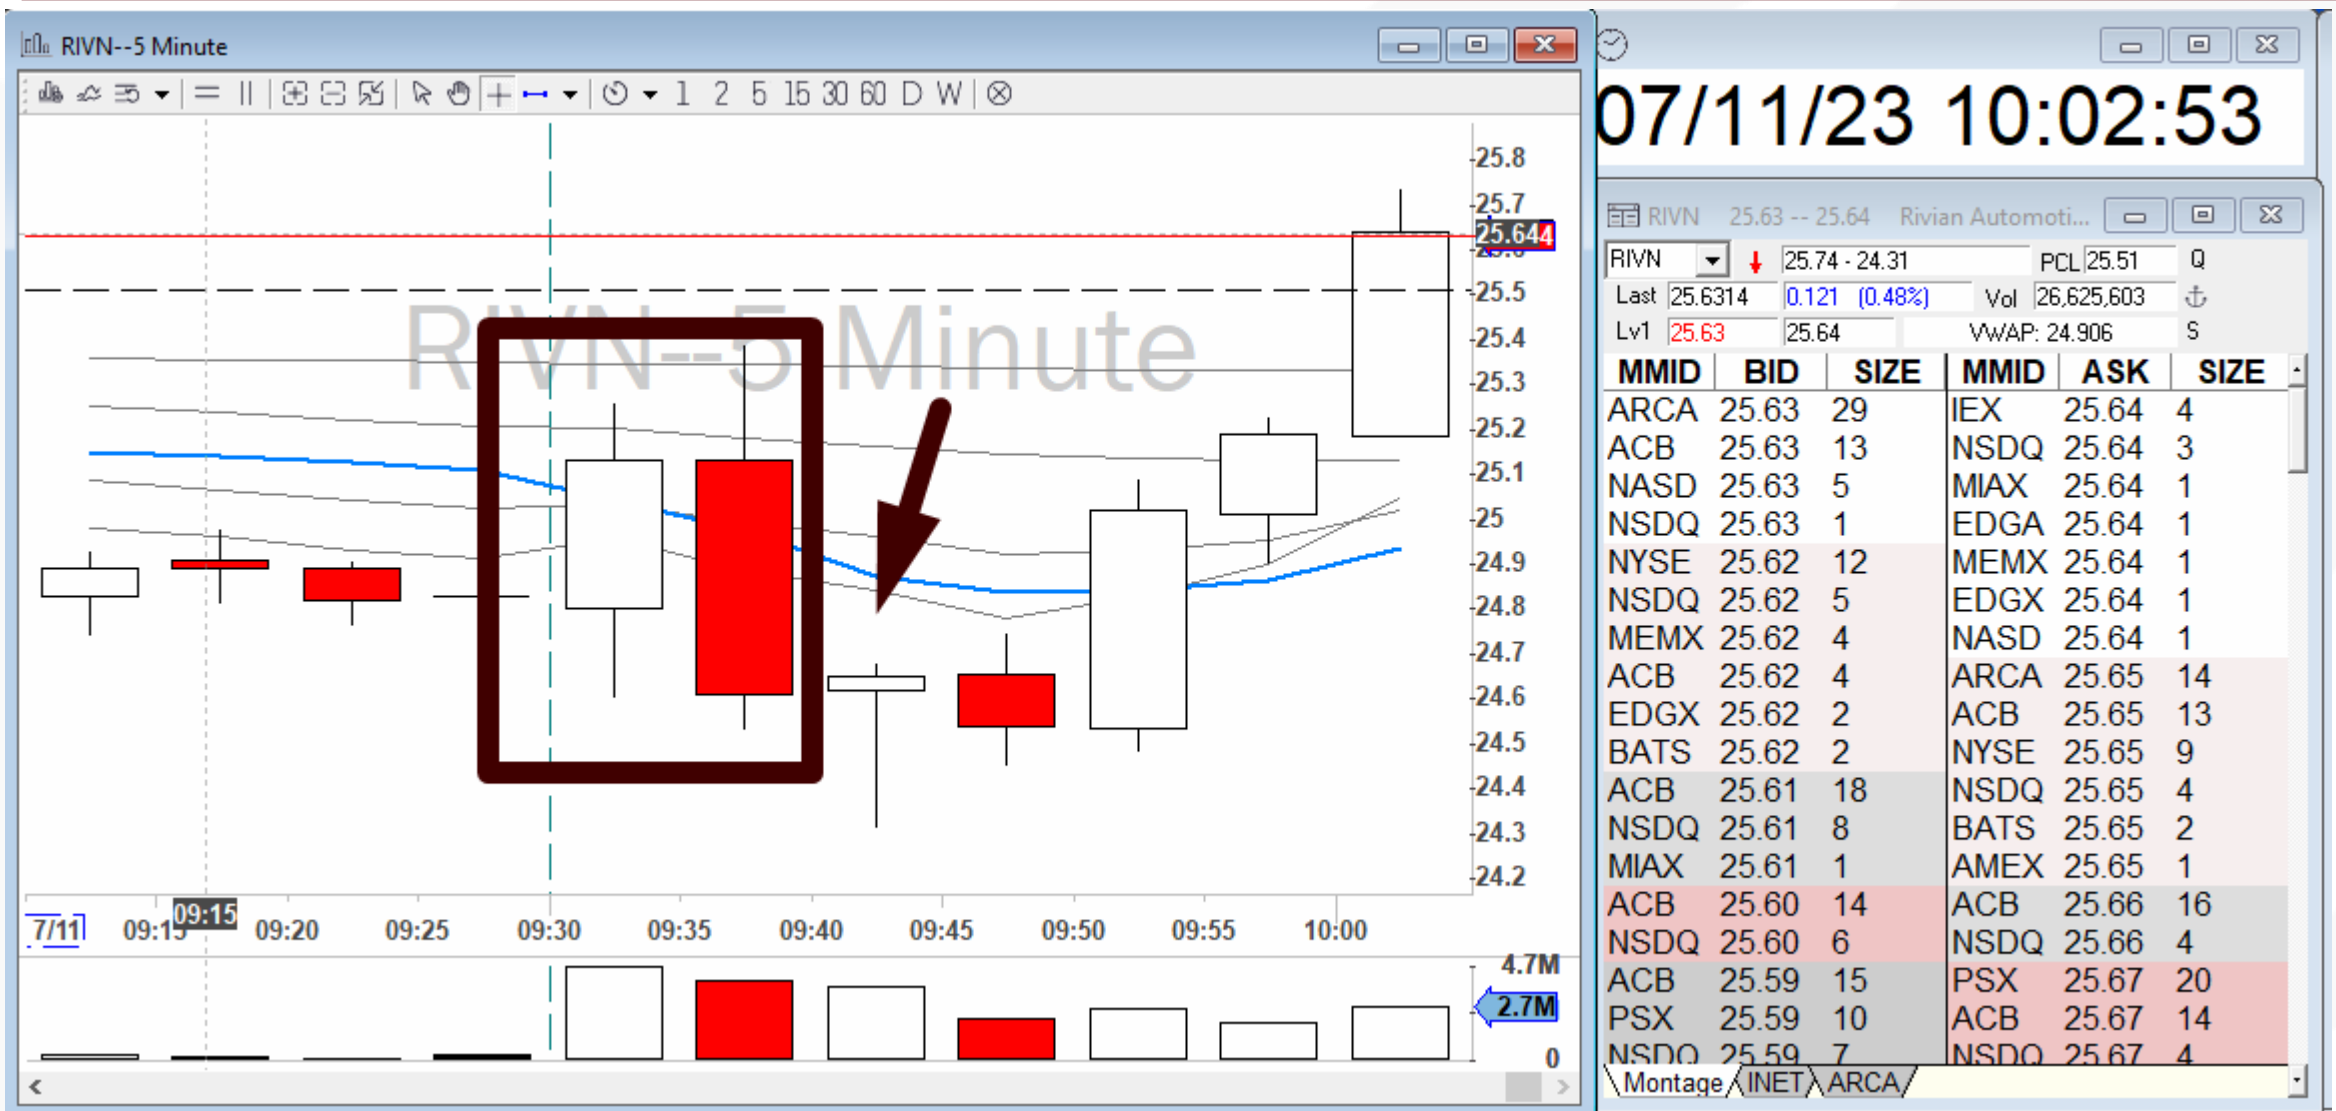 RIVN--5 Minute
1 2 5 15 30 60 D W
RIVN--5 Minute
25.8
25.7
25.644
25.5
25.4
25.3
25.2
25.1
25
24.9
24.8
24.7
24.6
24.5
24.4
24.3
24.2
7/11 09:15 09:20 09:25 09:30 09:35 09:40 09:45 09:50 09:55 10:00
4.7M
2.7M
0
07/11/23 10:02:53
RIVN 25.63 -- 25.64 Rivian Automoti...
RIVN 25.74 - 24.31 PCL 25.51 Q
Last 25.6314 0.121 (0.48%) Vol 26,625,603
Lv1 25.63 25.64 VWAP: 24.906 S
MMID BID SIZE MMID ASK SIZE
ARCA 25.63 29 IEX 25.64 4
ACB 25.63 13 NSDQ 25.64 3
NASD 25.63 5 MIAX 25.64 1
NSDQ 25.63 1 EDGA 25.64 1
NYSE 25.62 12 MEMX 25.64 1
NSDQ 25.62 5 EDGX 25.64 1
MEMX 25.62 4 NASD 25.64 1
ACB 25.62 4 ARCA 25.65 14
EDGX 25.62 2 ACB 25.65 13
BATS 25.62 2 NYSE 25.65 9
ACB 25.61 18 NSDQ 25.65 4
NSDQ 25.61 8 BATS 25.65 2
MIAX 25.61 1 AMEX 25.65 1
ACB 25.60 14 ACB 25.66 16
NSDQ 25.60 6 NSDQ 25.66 4
ACB 25.59 15 PSX 25.67 20
PSX 25.59 10 ACB 25.67 14
NSDQ 25.59 7 NSDQ 25.67 4
Montage INET ARCA